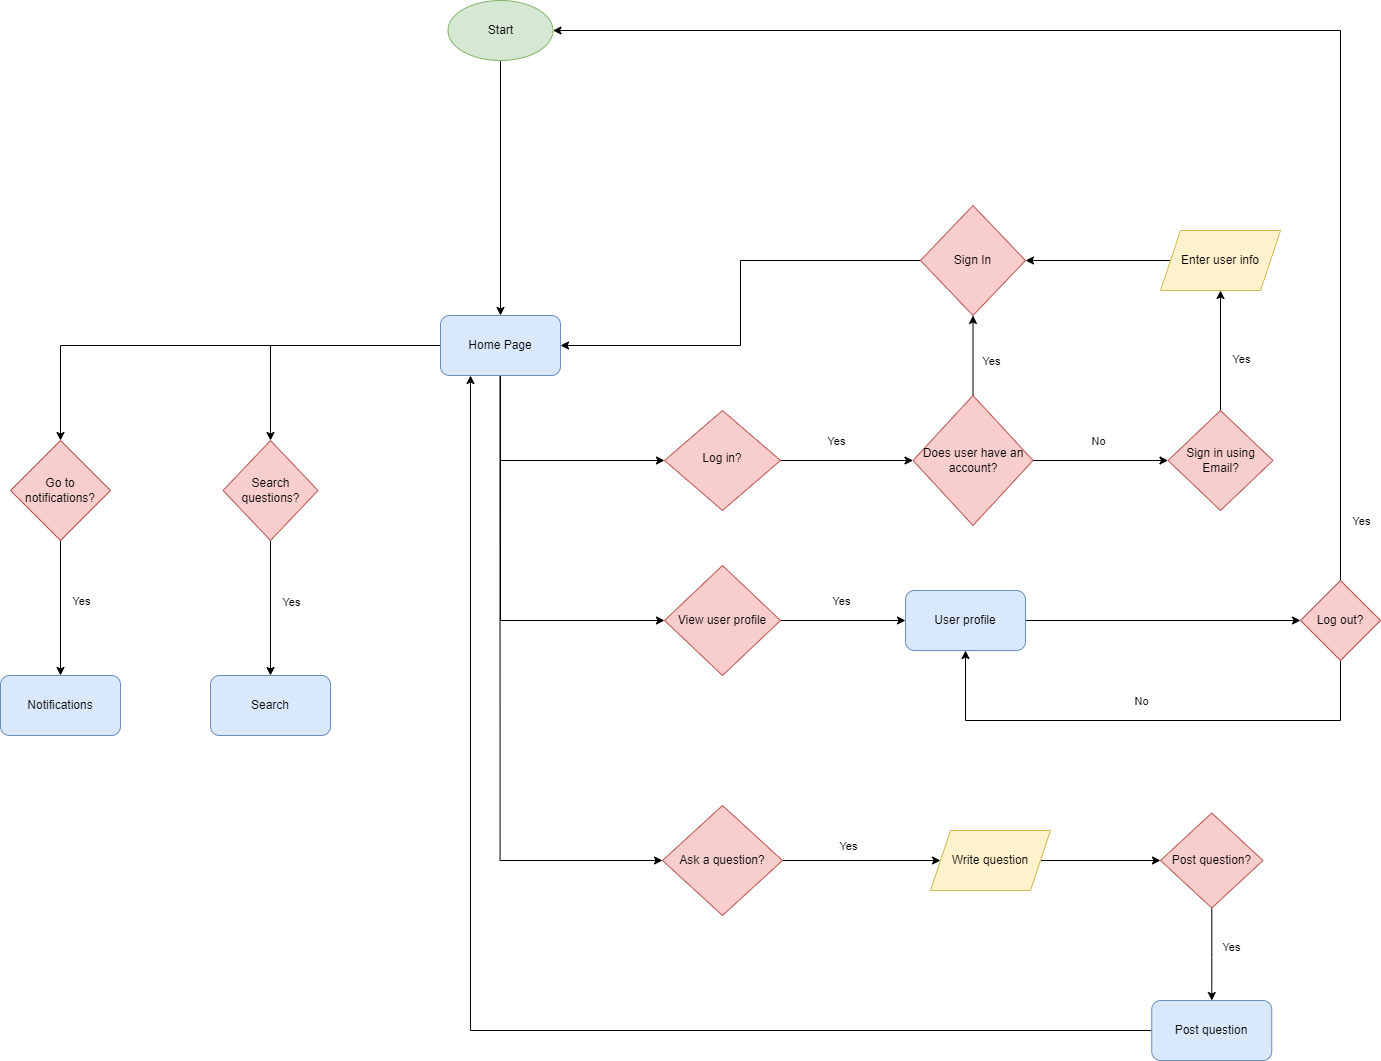 Start
Sign In
Enter user info
Home Page
Yes
Yes
Log in?
Yes
Does user have an
account?
No
Sign in using
Email?
Go to
notifications?
Search
questions?
Yes
Yes
Yes
View user profile
Yes
User profile
Log out?
No
Notifications
Search
Ask a question?
Yes
Write question
Post question?
Yes
Post question